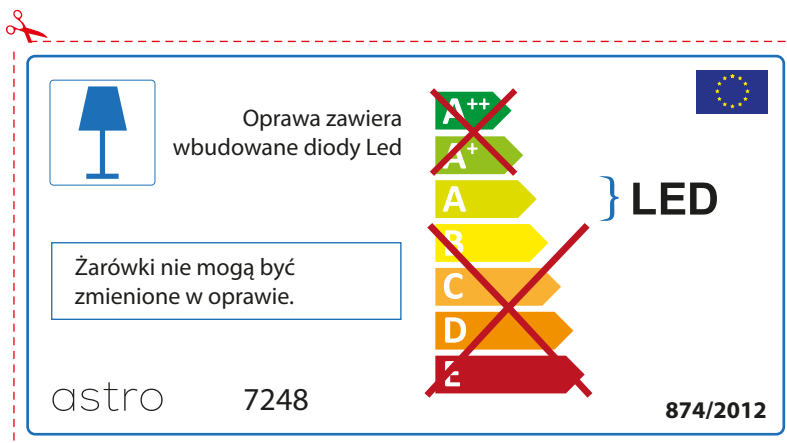 Oprawa zawiera
wbudowane diody Led
A++
A+
A
B
C
D
E
LED
Żarówki nie mogą być
zmienione w oprawie.
astro
7248
874/2012